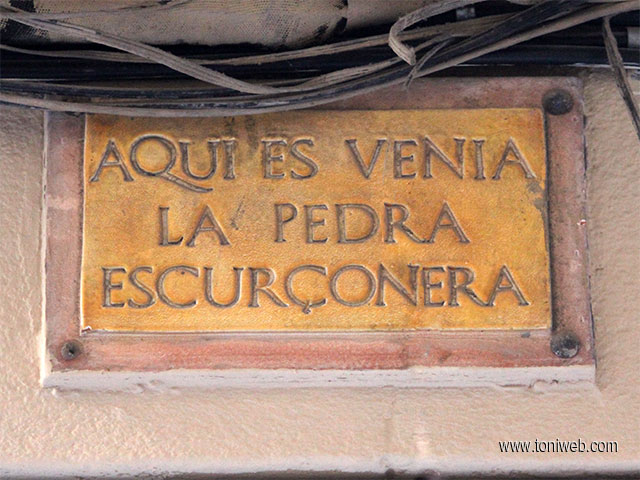 AQUI ES VENIA
LA PEDRA
ESCURÇONERA
www.toniweb.com